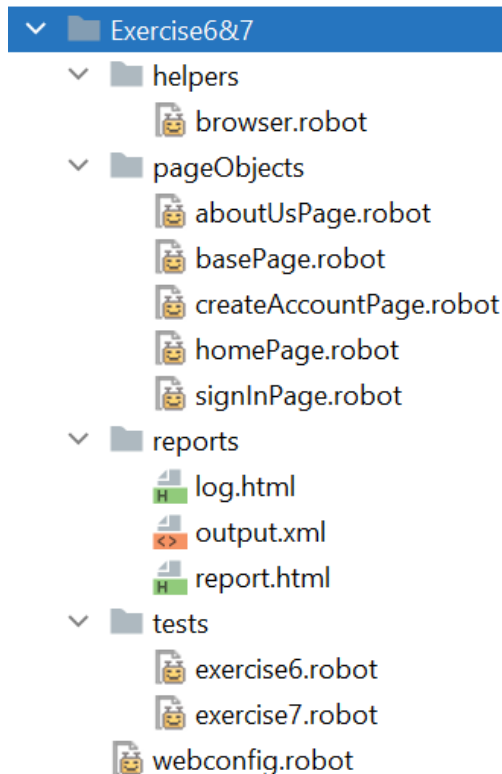 Exercise6&7
helpers
browser.robot
pageObjects
aboutUsPage.robot
basePage.robot
createAccountPage.robot
homePage.robot
signInPage.robot
reports
H log.html
<> output.xml
H report.html
tests
exercise6.robot
exercise7.robot
webconfig.robot